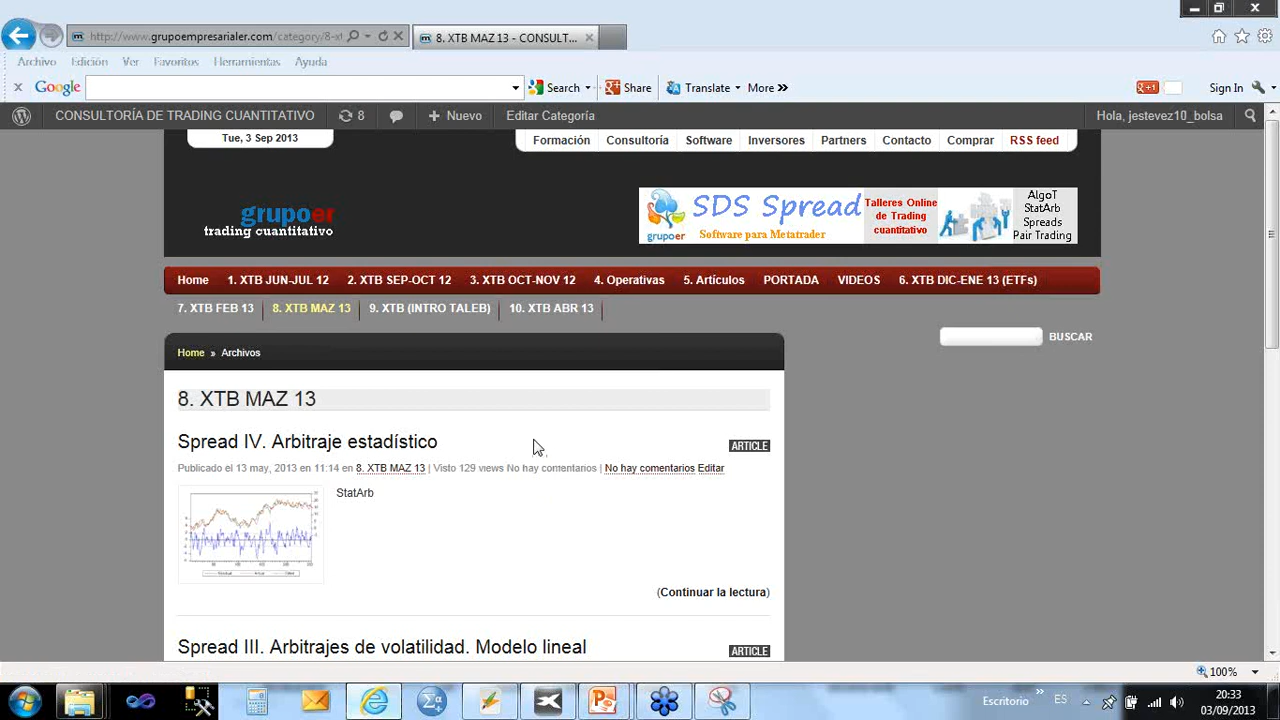 http://www.grupoempresarialer.com/category/8-xt
8. XTB MAZ 13 - CONSULT...
Archivo Edición Ver Favoritos Herramientas Ayuda
Google Search Share Translate More » +1 Sign In
CONSULTORÍA DE TRADING CUANTITATIVO 8 Nuevo Editar Categoría Hola, jestevez10_bolsa
Tue, 3 Sep 2013
Formación Consultoría Software Inversores Partners Contacto Comprar RSS feed
grupoer
trading cuantitativo
SDS Spread
Software para Metatrader
grupoer
Talleres Online
de Trading
cuantitativo
AlgoT
StatArb
Spreads
Pair Trading
Home 1. XTB JUN-JUL 12 2. XTB SEP-OCT 12 3. XTB OCT-NOV 12 4. Operativas 5. Artículos PORTADA VIDEOS 6. XTB DIC-ENE 13 (ETFs)
7. XTB FEB 13 8. XTB MAZ 13 9. XTB (INTRO TALEB) 10. XTB ABR 13
BUSCAR
Home » Archivos
8. XTB MAZ 13
Spread IV. Arbitraje estadístico
ARTICLE
Publicado el 13 may, 2013 en 11:14 en 8. XTB MAZ 13 | Visto 129 views No hay comentarios | No hay comentarios Editar
StatArb
(Continuar la lectura)
Spread III. Arbitrajes de volatilidad. Modelo lineal
ARTICLE
100%
Escritorio » ES
20:33
03/09/2013